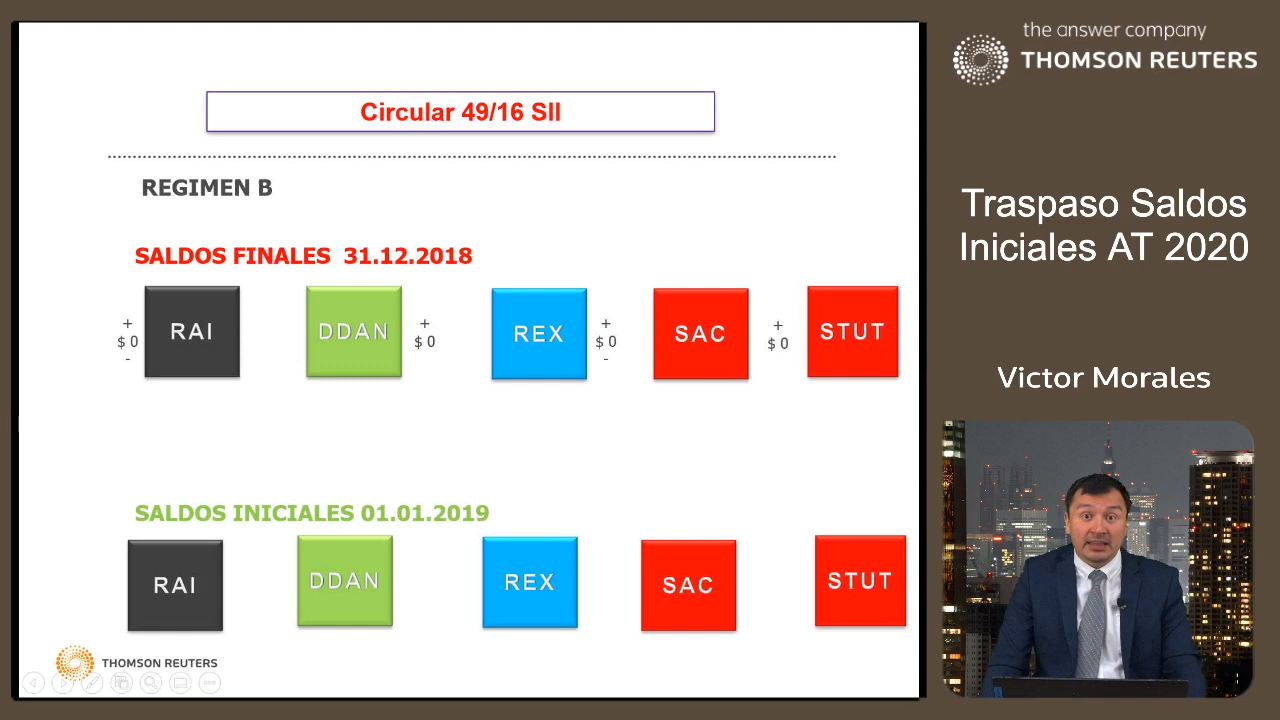 the answer company
THOMSON REUTERS
Circular 49/16 SII
REGIMEN B
Traspaso Saldos
Iniciales AT 2020
SALDOS FINALES 31.12.2018
+
$ 0
-
RAI
DDAN
+
$ 0
REX
+
$ 0
-
SAC
+
$ 0
STUT
Victor Morales
SALDOS INICIALES 01.01.2019
RAI
DDAN
REX
SAC
STUT
THOMSON REUTERS